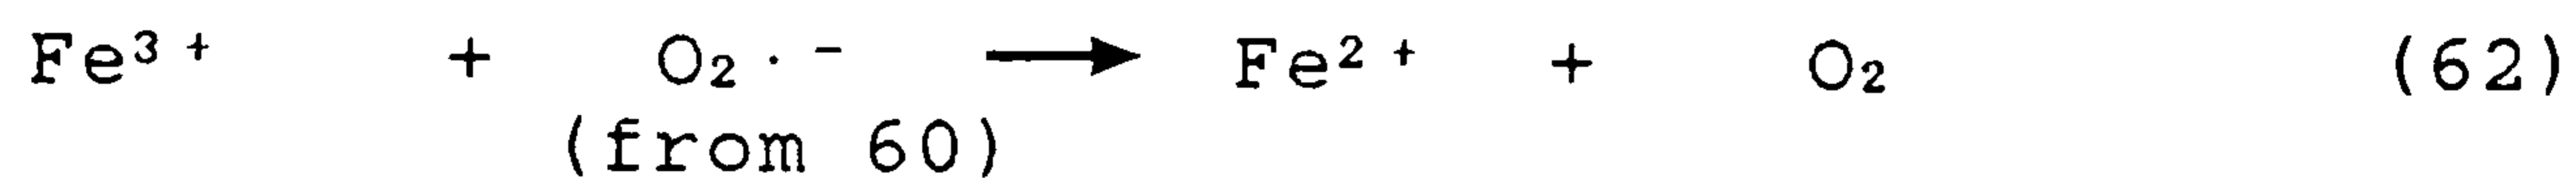 Fe³⁺ + O₂·⁻ ⟶ Fe²⁺ + O₂ (62)
(from 60)